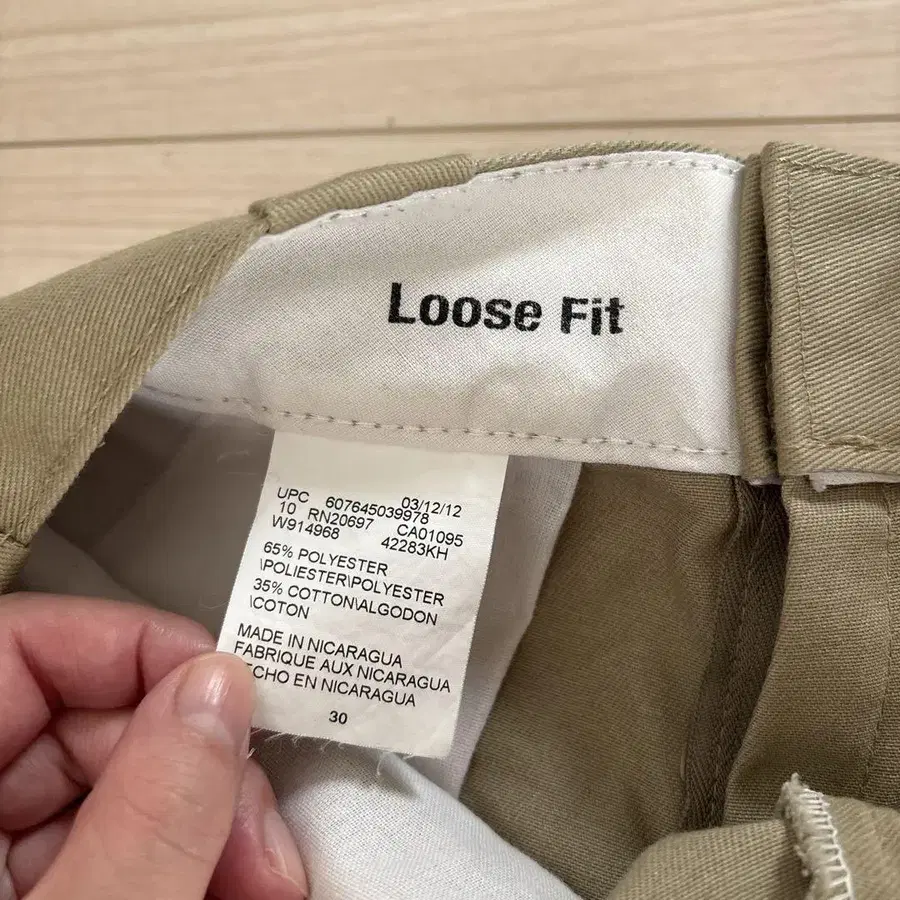 Loose Fit
03/12/12
UPC 607645039978
10 RN20697 CA01095
W914968 42283KH
65% POLYESTER
\POLIESTER\POLYESTER
35% COTTON\ALGODON
\COTON
MADE IN NICARAGUA
FABRIQUE AUX NICARAGUA
ECHO EN NICARAGUA
30